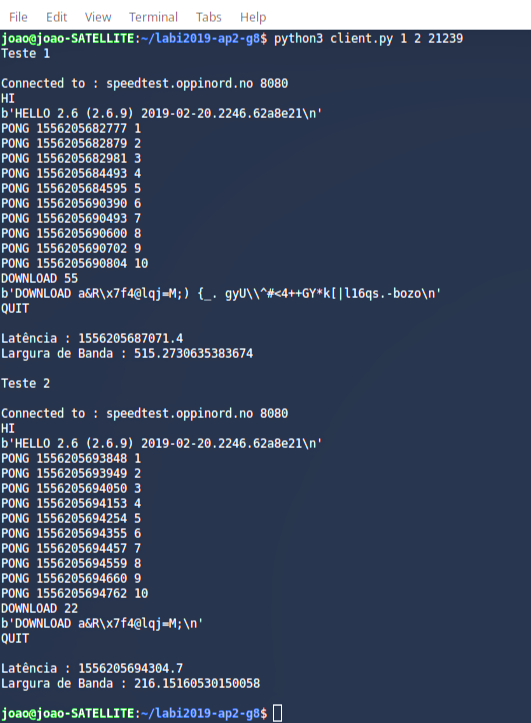 File Edit View Terminal Tabs Help
joao@joao-SATELLITE:~/labi2019-ap2-g8$ python3 client.py 1 2 21239
Teste 1
Connected to : speedtest.oppinord.no 8080
HI
b'HELLO 2.6 (2.6.9) 2019-02-20.2246.62a8e21\n'
PONG 1556205682777 1
PONG 1556205682879 2
PONG 1556205682981 3
PONG 1556205684493 4
PONG 1556205684595 5
PONG 1556205690390 6
PONG 1556205690493 7
PONG 1556205690600 8
PONG 1556205690702 9
PONG 1556205690804 10
DOWNLOAD 55
b'DOWNLOAD a&R\x7f4@lqj=M;) {_. gyU\\^#<4++GY*k[|l16qs.-bozo\n'
QUIT
Latência : 1556205687071.4
Largura de Banda : 515.2730635383674
Teste 2
Connected to : speedtest.oppinord.no 8080
HI
b'HELLO 2.6 (2.6.9) 2019-02-20.2246.62a8e21\n'
PONG 1556205693848 1
PONG 1556205693949 2
PONG 1556205694050 3
PONG 1556205694153 4
PONG 1556205694254 5
PONG 1556205694355 6
PONG 1556205694457 7
PONG 1556205694559 8
PONG 1556205694660 9
PONG 1556205694762 10
DOWNLOAD 22
b'DOWNLOAD a&R\x7f4@lqj=M;\n'
QUIT
Latência : 1556205694304.7
Largura de Banda : 216.15160530150058
joao@joao-SATELLITE:~/labi2019-ap2-g8$